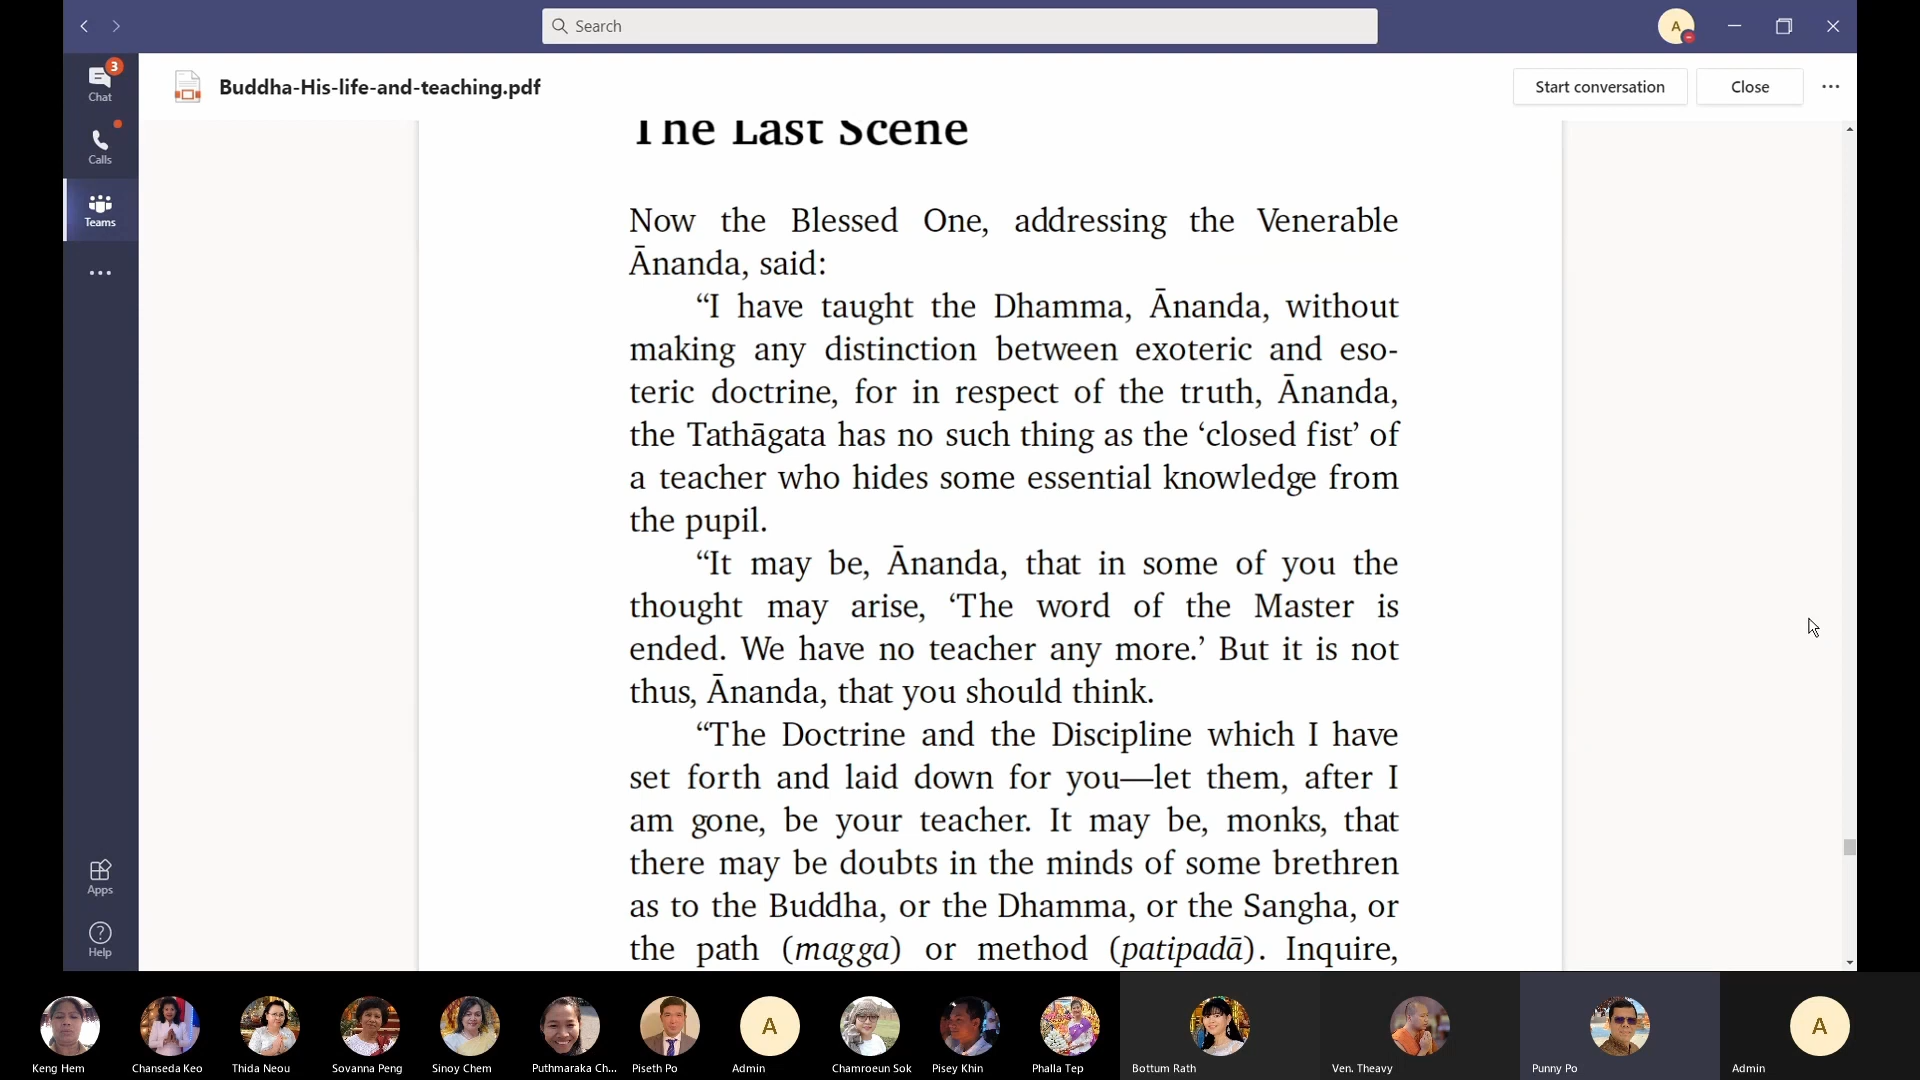 Search
A
3
Chat
Calls
Teams
Apps
Help
Buddha-His-life-and-teaching.pdf
Start conversation
Close
The Last Scene
Now the Blessed One, addressing the Venerable
Ānanda, said:
“I have taught the Dhamma, Ānanda, without
making any distinction between exoteric and eso-
teric doctrine, for in respect of the truth, Ānanda,
the Tathāgata has no such thing as the ‘closed fist’ of
a teacher who hides some essential knowledge from
the pupil.
“It may be, Ānanda, that in some of you the
thought may arise, ‘The word of the Master is
ended. We have no teacher any more.’ But it is not
thus, Ānanda, that you should think.
“The Doctrine and the Discipline which I have
set forth and laid down for you—let them, after I
am gone, be your teacher. It may be, monks, that
there may be doubts in the minds of some brethren
as to the Buddha, or the Dhamma, or the Sangha, or
the path (magga) or method (patipadā). Inquire,
A
A
Keng Hem
Chanseda Keo
Thida Neou
Sovanna Peng
Sinoy Chem
Puthmaraka Ch...
Piseth Po
Admin
Chamroeun Sok
Pisey Khin
Phalla Tep
Bottum Rath
Ven. Theavy
Punny Po
Admin